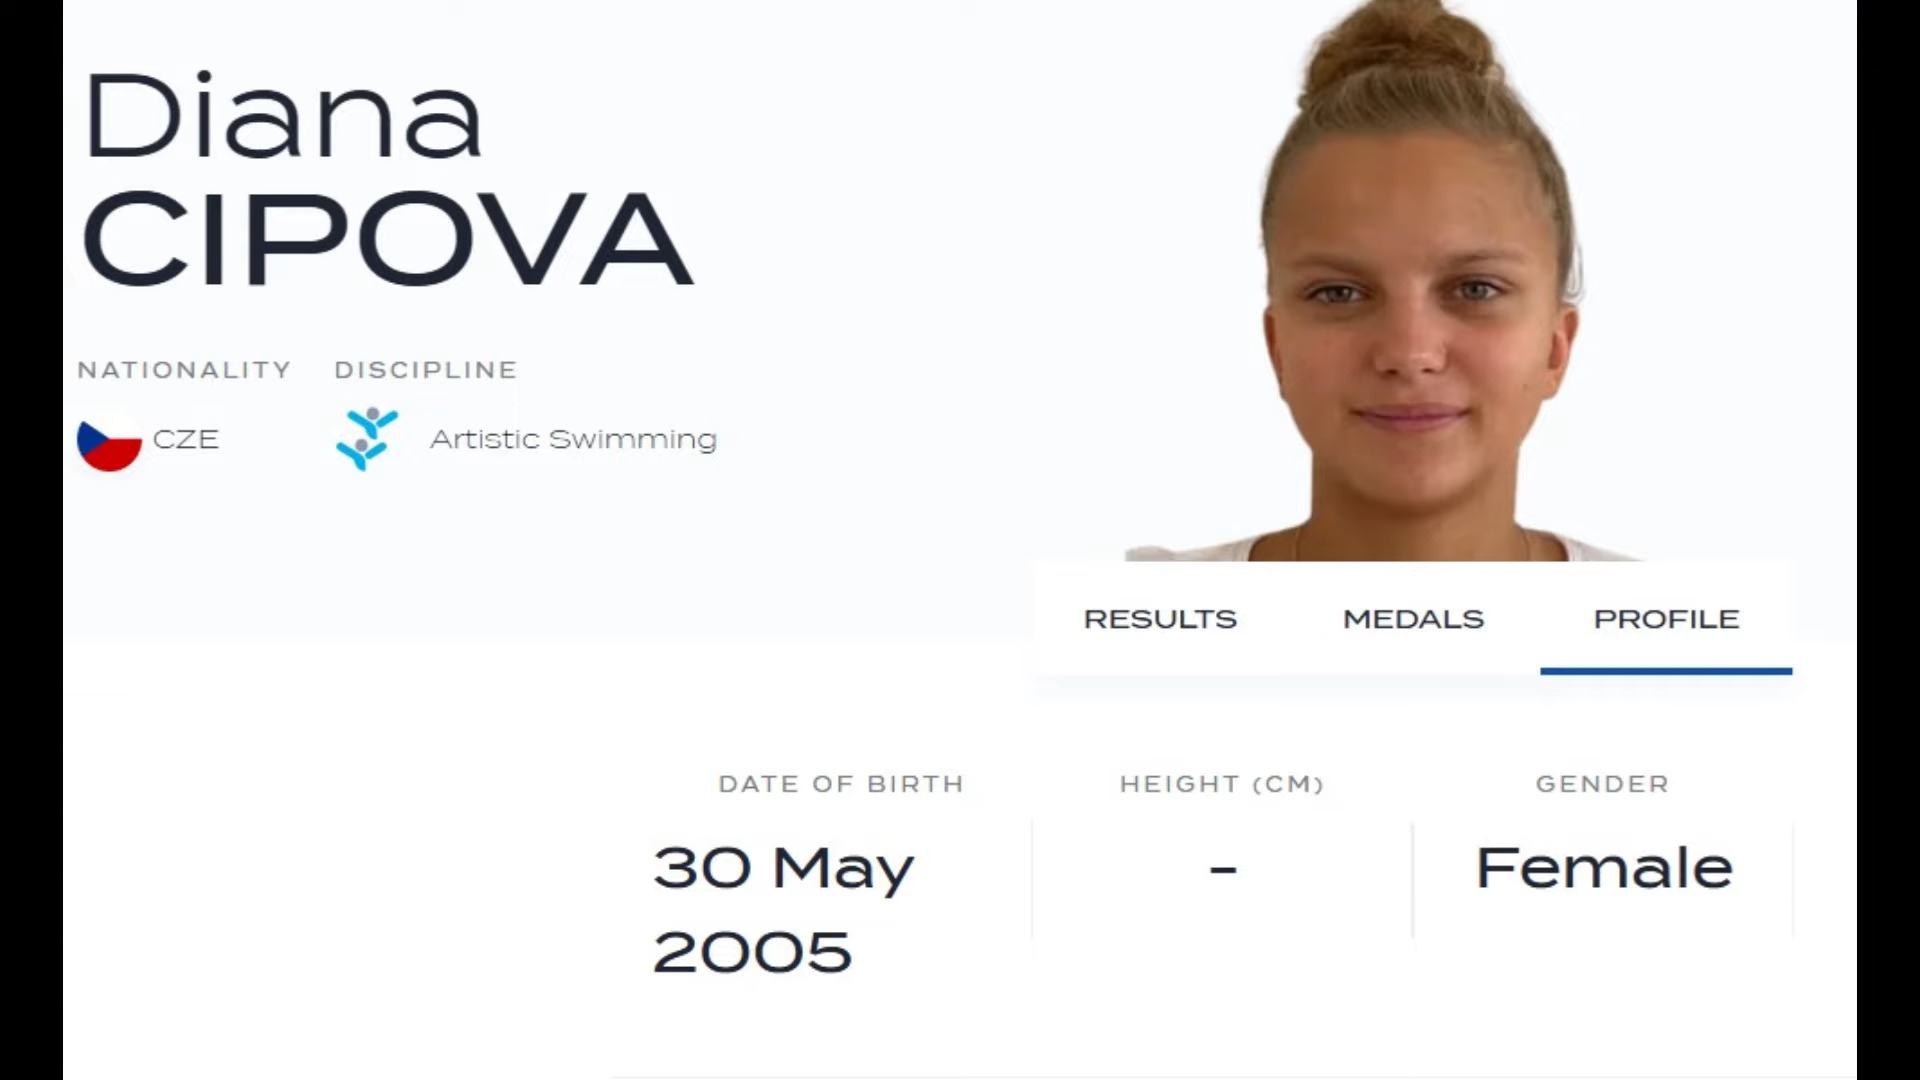 Diana
CIPOVA
NATIONALITY DISCIPLINE
CZE Artistic Swimming
RESULTS MEDALS PROFILE
DATE OF BIRTH HEIGHT (CM) GENDER
30 May - Female
2005